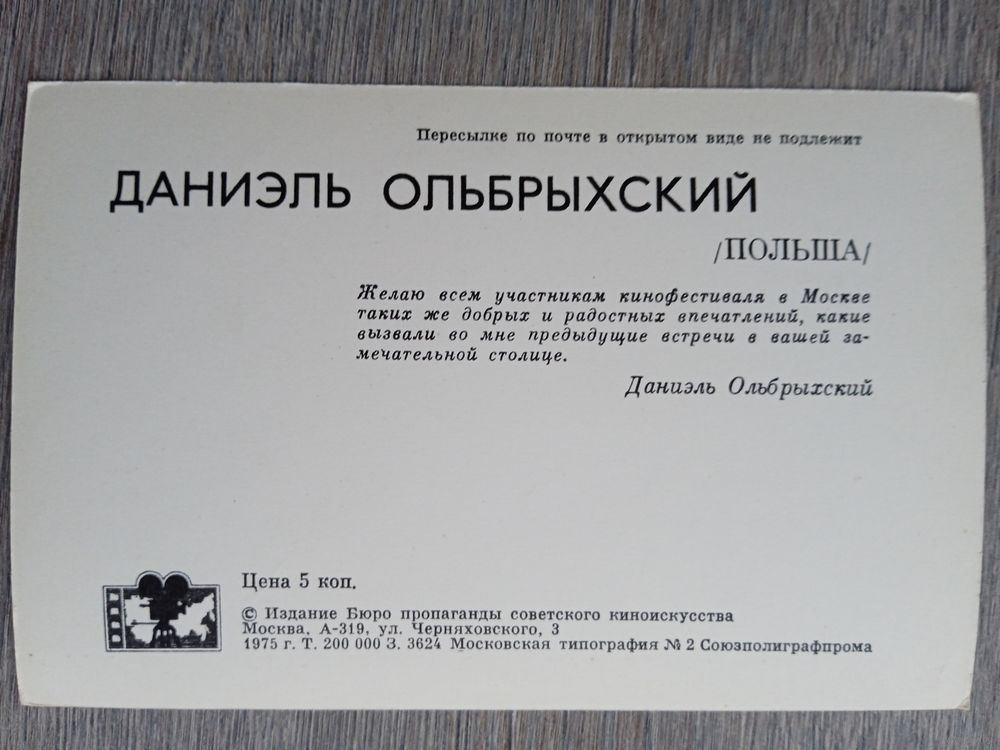 Пересылке по почте в открытом виде не подлежит
ДАНИЭЛЬ ОЛЬБРЫХСКИЙ
/ПОЛЬША/
Желаю всем участникам кинофестиваля в Москве
таких же добрых и радостных впечатлений, какие
вызвали во мне предыдущие встречи в вашей за-
мечательной столице.
Даниэль Ольбрыхский
Цена 5 коп.
© Издание Бюро пропаганды советского киноискусства
Москва, А-319, ул. Черняховского, 3
1975 г. Т. 200 000 З. 3624 Московская типография № 2 Союзполиграфпрома